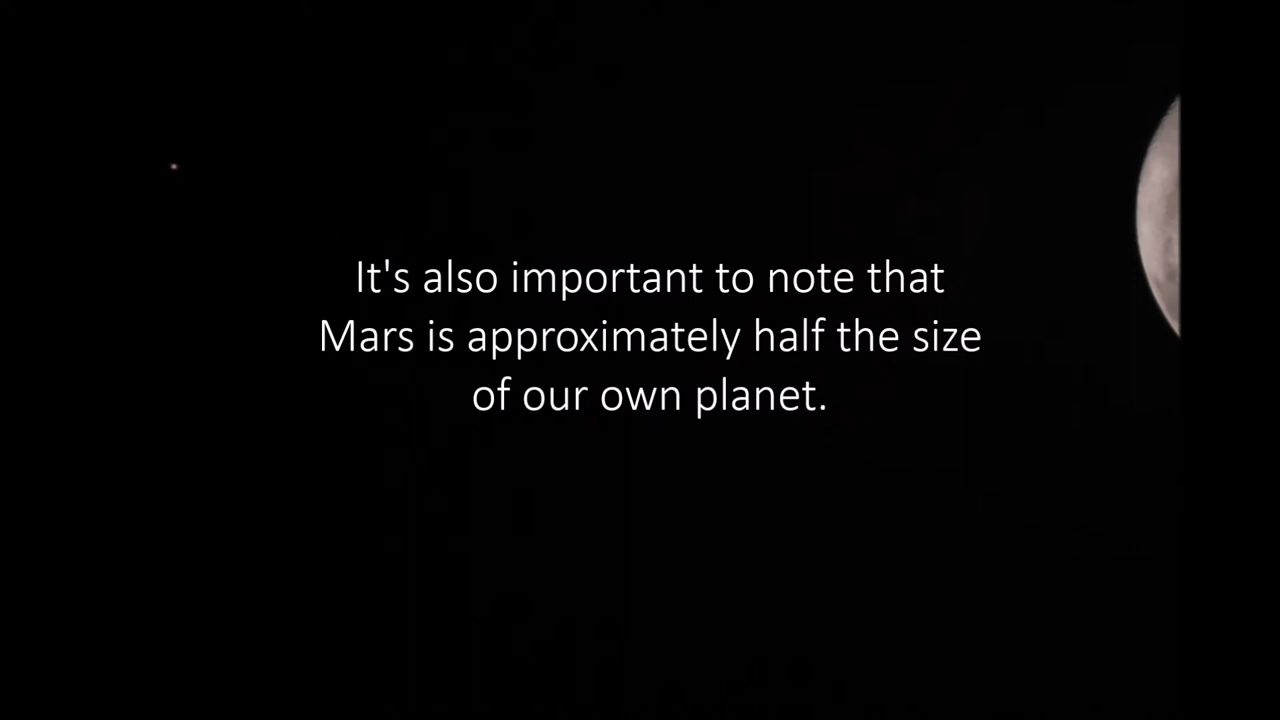 It's also important to note that
Mars is approximately half the size
of our own planet.